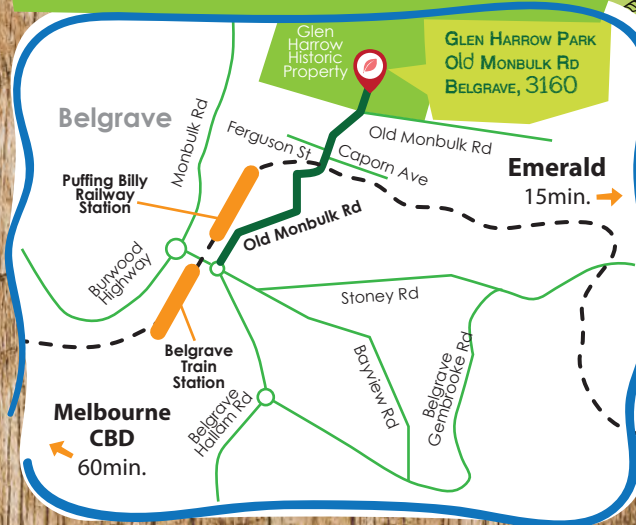 Glen
Harrow
Historic
Property
GLEN HARROW PARK
Old MONBULK RD
BELGRAVE, 3160
Belgrave
Monbulk Rd
Ferguson St
Old Monbulk Rd
Caporn Ave
Emerald
15min.
Puffing Billy
Railway
Station
Old Monbulk Rd
Burwood
Highway
Stoney Rd
Belgrave
Train
Station
Bayview Rd
Belgrave
Gembrooke Rd
Belgrave
Hallam Rd
Melbourne
CBD
60min.